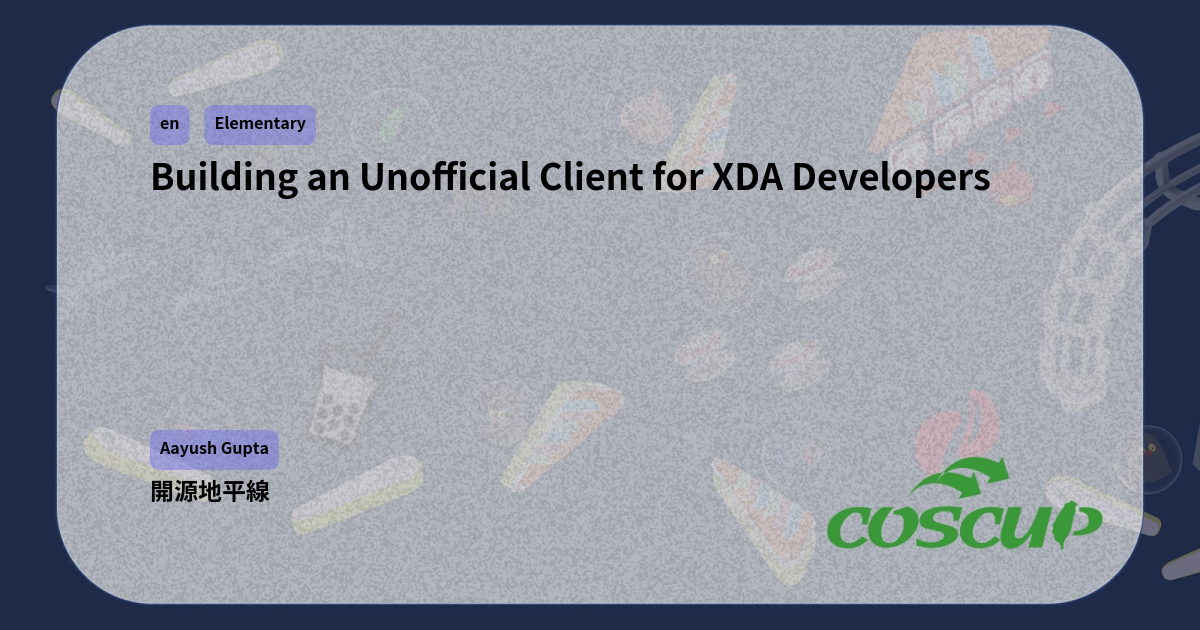 en Elementary
Building an Unofficial Client for XDA Developers
Aayush Gupta
開源地平線
COSCUP